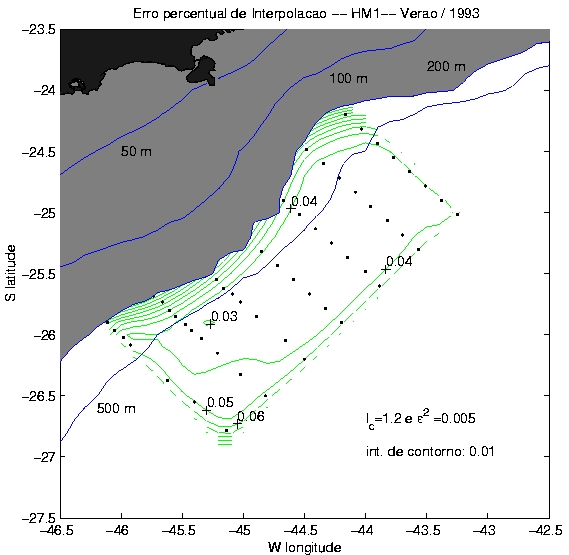 Erro percentual de Interpolacao −− HM1−− Verao / 1993
−23.5
−24
−24.5
−25
−25.5
−26
−26.5
−27
−27.5
S latitude
200 m
100 m
50 m
0.04
0.04
0.03
0.05
0.06
500 m
lc=1.2 e ε² =0.005
int. de contorno: 0.01
−46.5 −46 −45.5 −45 −44.5 −44 −43.5 −43 −42.5
W longitude